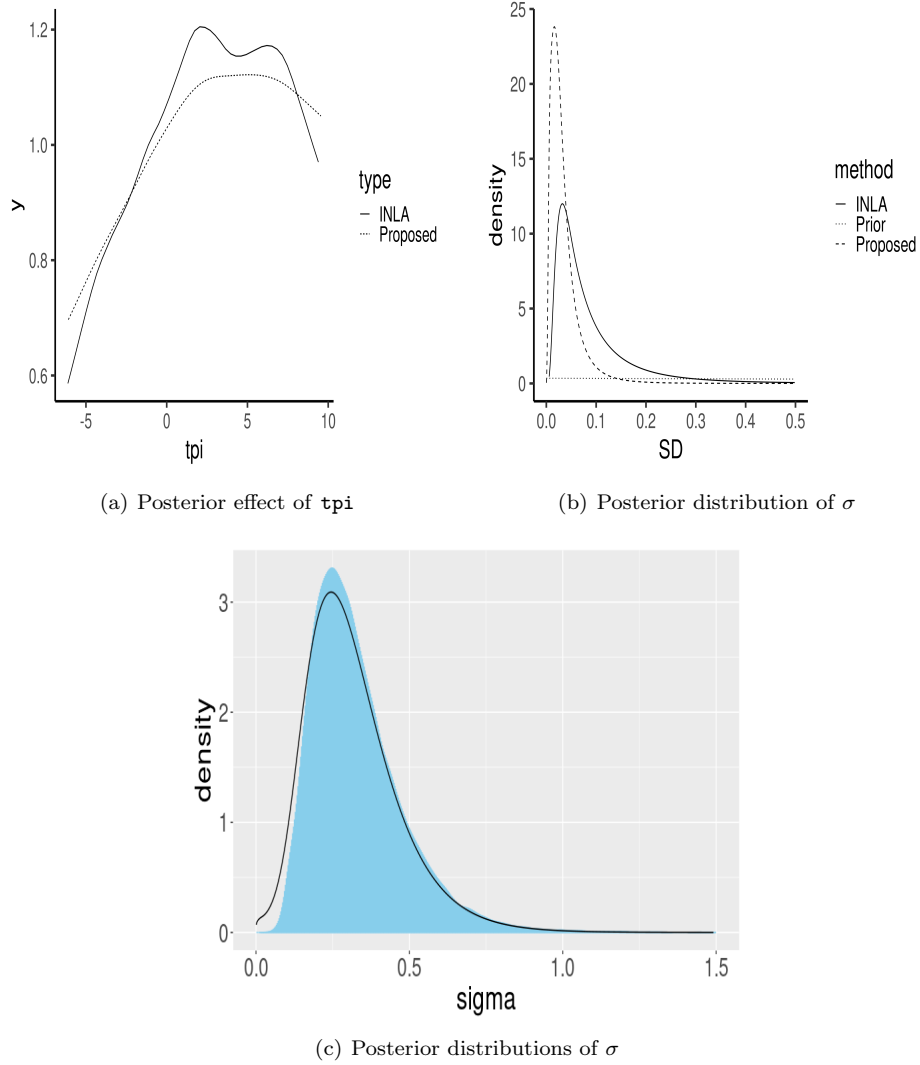 1.2
1.0
0.8
0.6
y
-5
0
5
10
tpi
type
INLA
Proposed
(a) Posterior effect of tpi
25
20
15
10
5
0
density
0.0
0.1
0.2
0.3
0.4
0.5
SD
method
INLA
Prior
Proposed
(b) Posterior distribution of σ
3
2
1
0
density
0.0
0.5
1.0
1.5
sigma
(c) Posterior distributions of σ